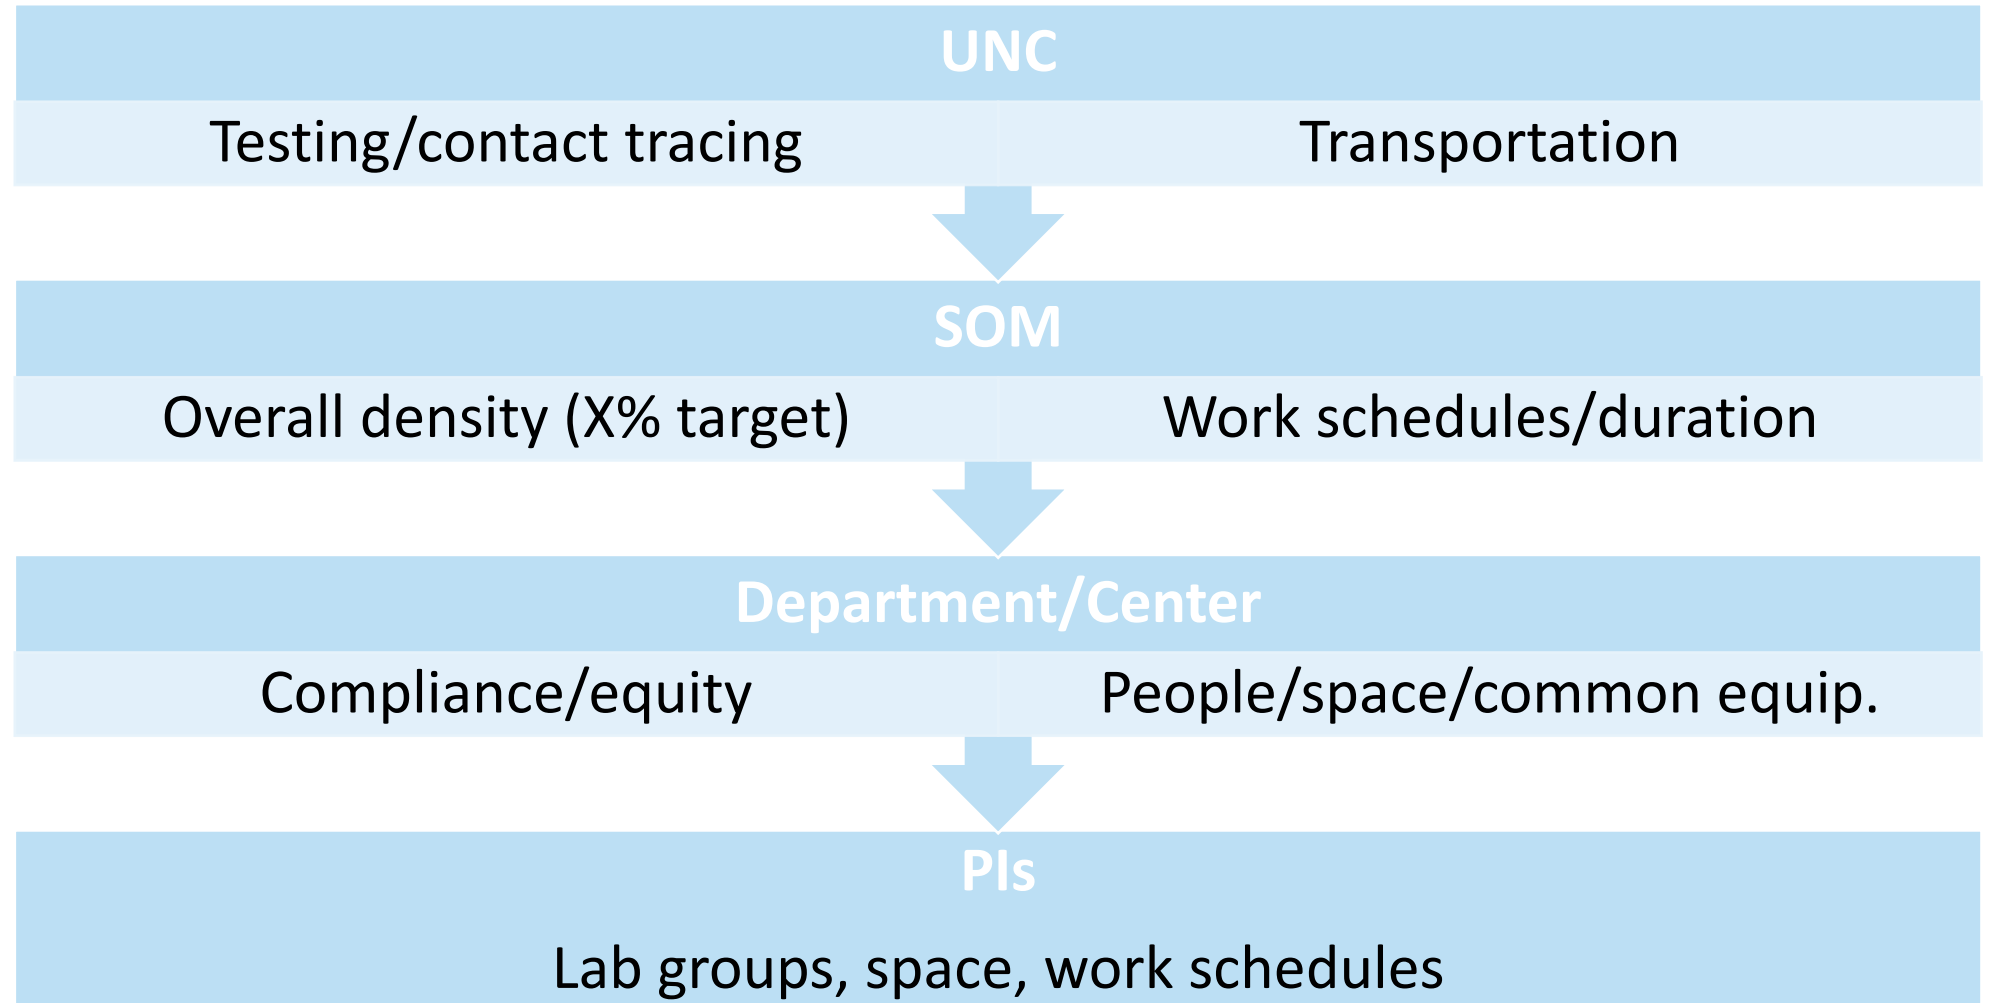 UNC
Testing/contact tracing
Transportation
SOM
Overall density (X% target)
Work schedules/duration
Department/Center
Compliance/equity
People/space/common equip.
PIs
Lab groups, space, work schedules